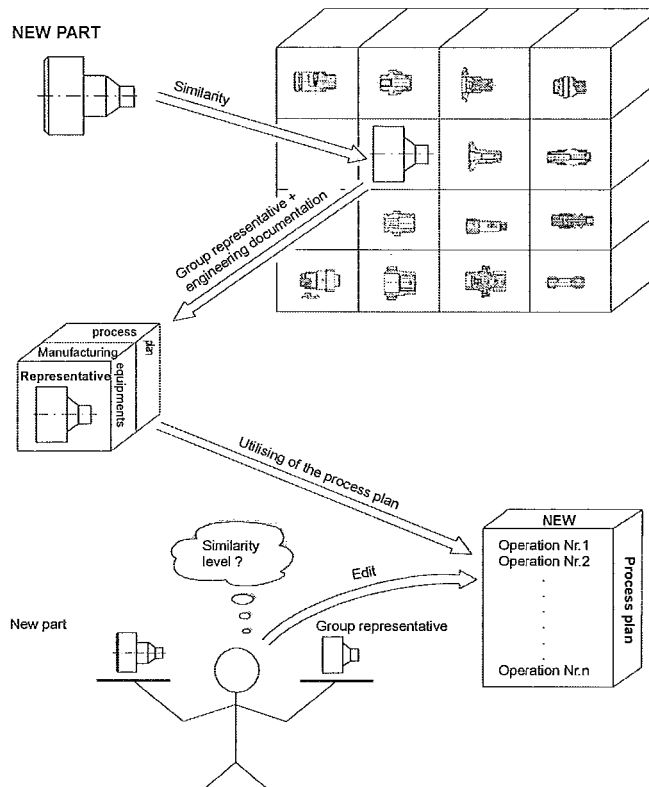 NEW PART
Similarity
Group representative +
engineering documentation
process
plan
Manufacturing
equipments
Representative
Utilising of the process plan
NEW
Operation Nr.1
Operation Nr.2
.
.
.
.
.
.
Operation Nr.n
Process plan
Similarity
level ?
Edit
New part
Group representative